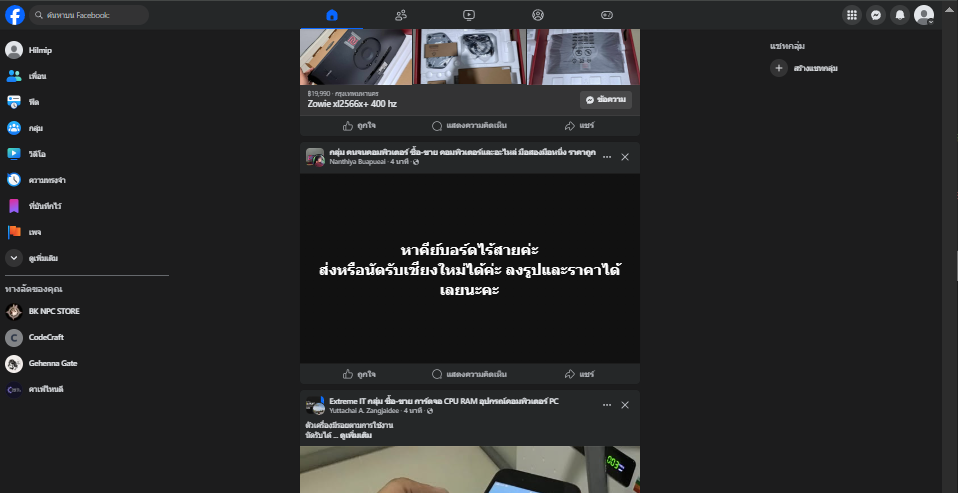 ค้นหาบน Facebook
Hilmip
เพื่อน
ฟีด
กลุ่ม
วิดีโอ
ความทรงจำ
ที่บันทึกไว้
เพจ
ดูเพิ่มเติม
ทางลัดของคุณ
BK NPC STORE
C CodeCraft
Gehenna Gate
คาเฟ่ไหนดี
฿19,990 · กรุงเทพมหานคร
Zowie xl2566x+ 400 hz
ข้อความ
ถูกใจ แสดงความคิดเห็น แชร์
กลุ่ม คนจนคอมพิวเตอร์ ซื้อ-ขาย คอมพิวเตอร์และอะไหล่ มือสองมือหนึ่ง ราคาถูก
Nanthiya Buapueai · 4 นาที ·
หาคีย์บอร์ดไร้สายค่ะ
ส่งหรือนัดรับเชียงใหม่ได้ค่ะ ลงรูปและราคาได้
เลยนะคะ
ถูกใจ แสดงความคิดเห็น แชร์
Extreme IT กลุ่ม ซื้อ-ขาย การ์ดจอ CPU RAM อุปกรณ์คอมพิวเตอร์ PC
Yuttachai A. Zangjaidee · 4 นาที ·
ตัวเครื่องมีรอยตามการใช้งาน
นัดรับได้ ... ดูเพิ่มเติม
แชทกลุ่ม
สร้างแชทกลุ่ม